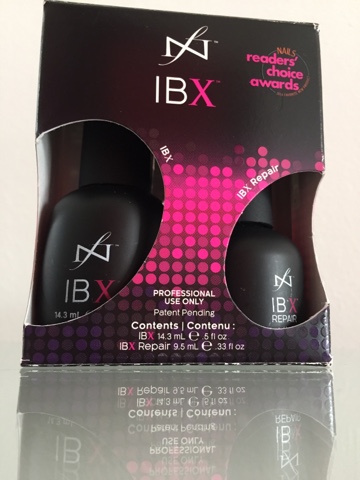 IBX™
NAILS
readers'
choice
awards
IBX
IBX Repair
IBX
14.3 mL
IBX
REPAIR
PROFESSIONAL
USE ONLY
Patent Pending
Contents | Contenu :
IBX 14.3 mL ℮ .5 fl oz
IBX Repair 9.5 mL ℮ .33 fl oz